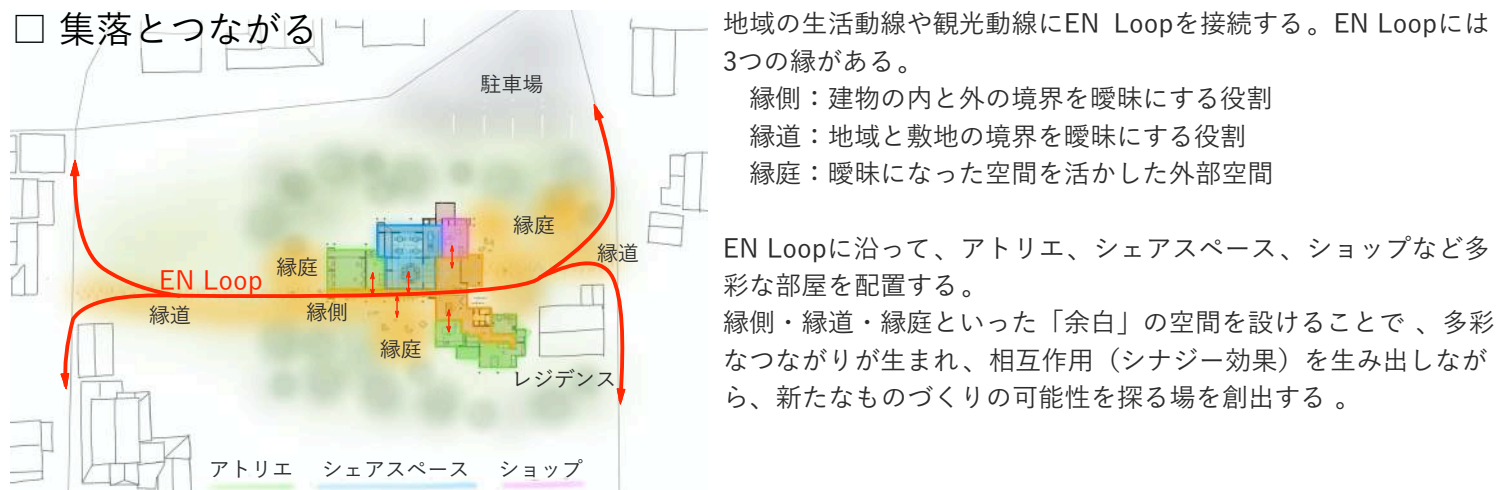 □ 集落とつながる
駐車場
縁庭
縁道
縁庭
EN Loop
縁道
縁側
縁庭
レジデンス
アトリエ シェアスペース ショップ
地域の生活動線や観光動線にEN Loopを接続する。EN Loopには
3つの縁がある。
縁側：建物の内と外の境界を曖昧にする役割
縁道：地域と敷地の境界を曖昧にする役割
縁庭：曖昧になった空間を活かした外部空間
EN Loopに沿って、アトリエ、シェアスペース、ショップなど多
彩な部屋を配置する。
縁側・縁道・縁庭といった「余白」の空間を設けることで 、多彩
なつながりが生まれ、相互作用（シナジー効果）を生み出しなが
ら、新たなものづくりの可能性を探る場を創出する 。